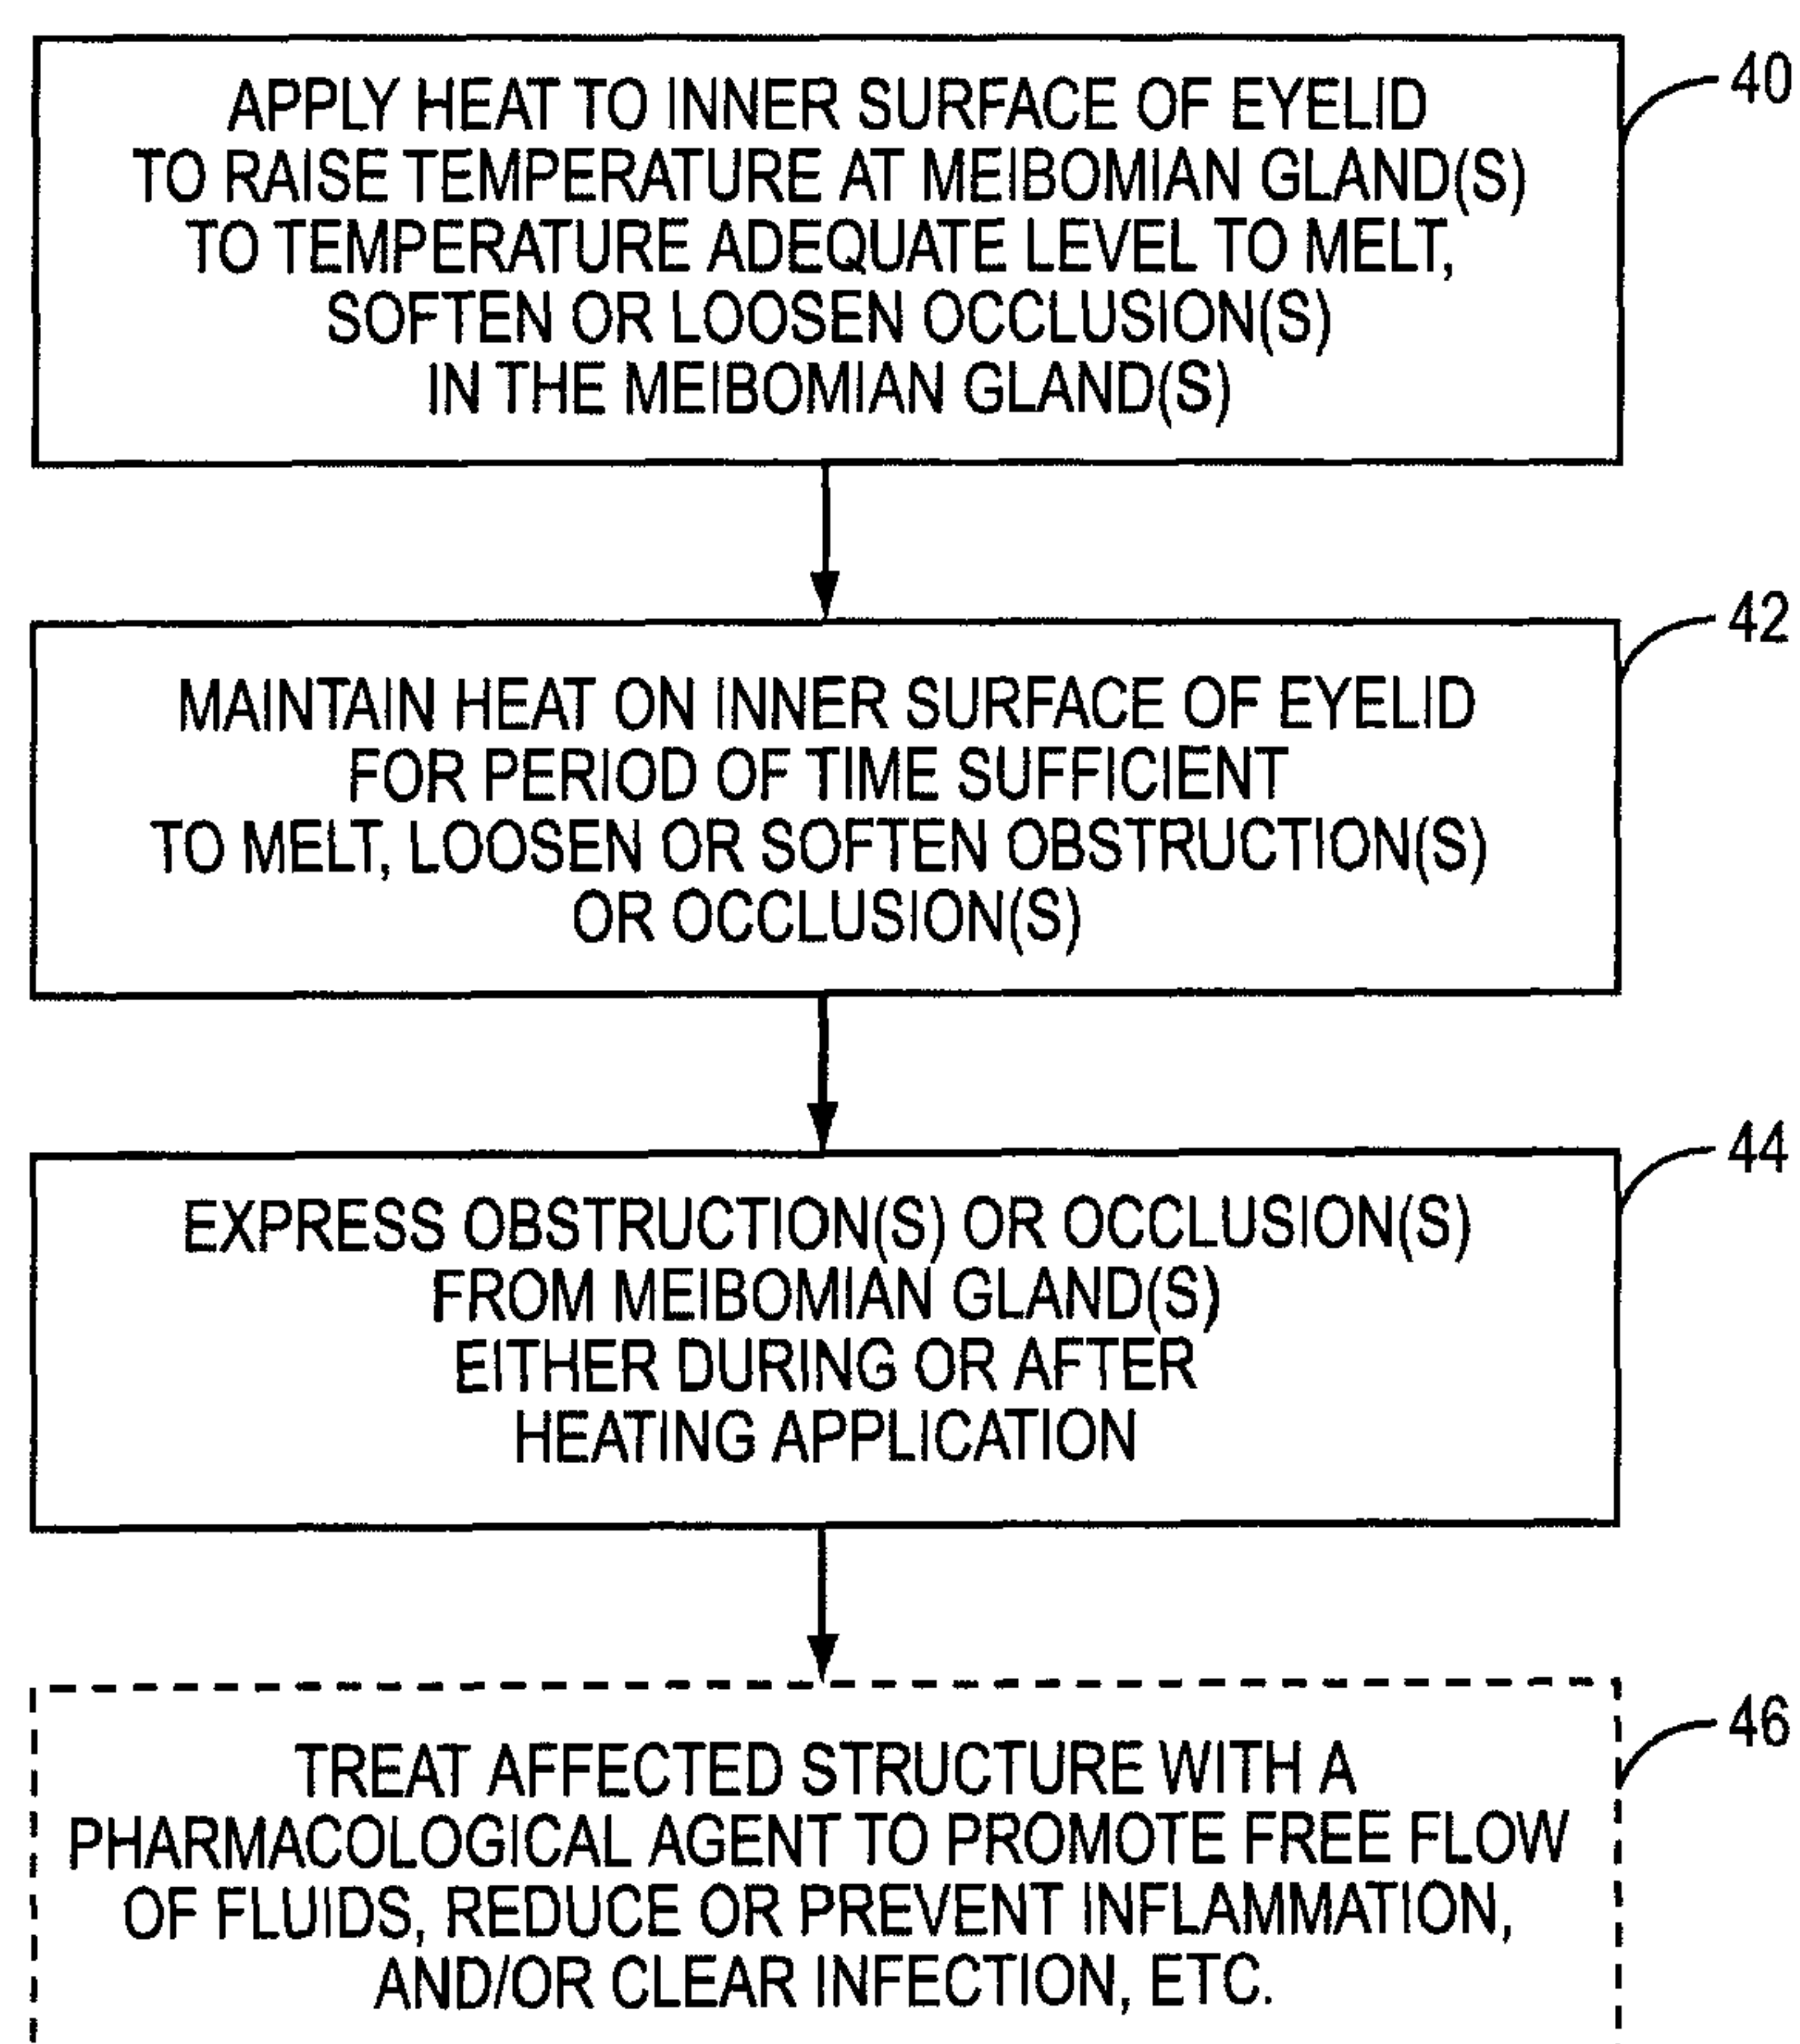 APPLY HEAT TO INNER SURFACE OF EYELID
TO RAISE TEMPERATURE AT MEIBOMIAN GLAND(S)
TO TEMPERATURE ADEQUATE LEVEL TO MELT,
SOFTEN OR LOOSEN OCCLUSION(S)
IN THE MEIBOMIAN GLAND(S)
40
MAINTAIN HEAT ON INNER SURFACE OF EYELID
FOR PERIOD OF TIME SUFFICIENT
TO MELT, LOOSEN OR SOFTEN OBSTRUCTION(S)
OR OCCLUSION(S)
42
EXPRESS OBSTRUCTION(S) OR OCCLUSION(S)
FROM MEIBOMIAN GLAND(S)
EITHER DURING OR AFTER
HEATING APPLICATION
44
TREAT AFFECTED STRUCTURE WITH A
PHARMACOLOGICAL AGENT TO PROMOTE FREE FLOW
OF FLUIDS, REDUCE OR PREVENT INFLAMMATION,
AND/OR CLEAR INFECTION, ETC.
46